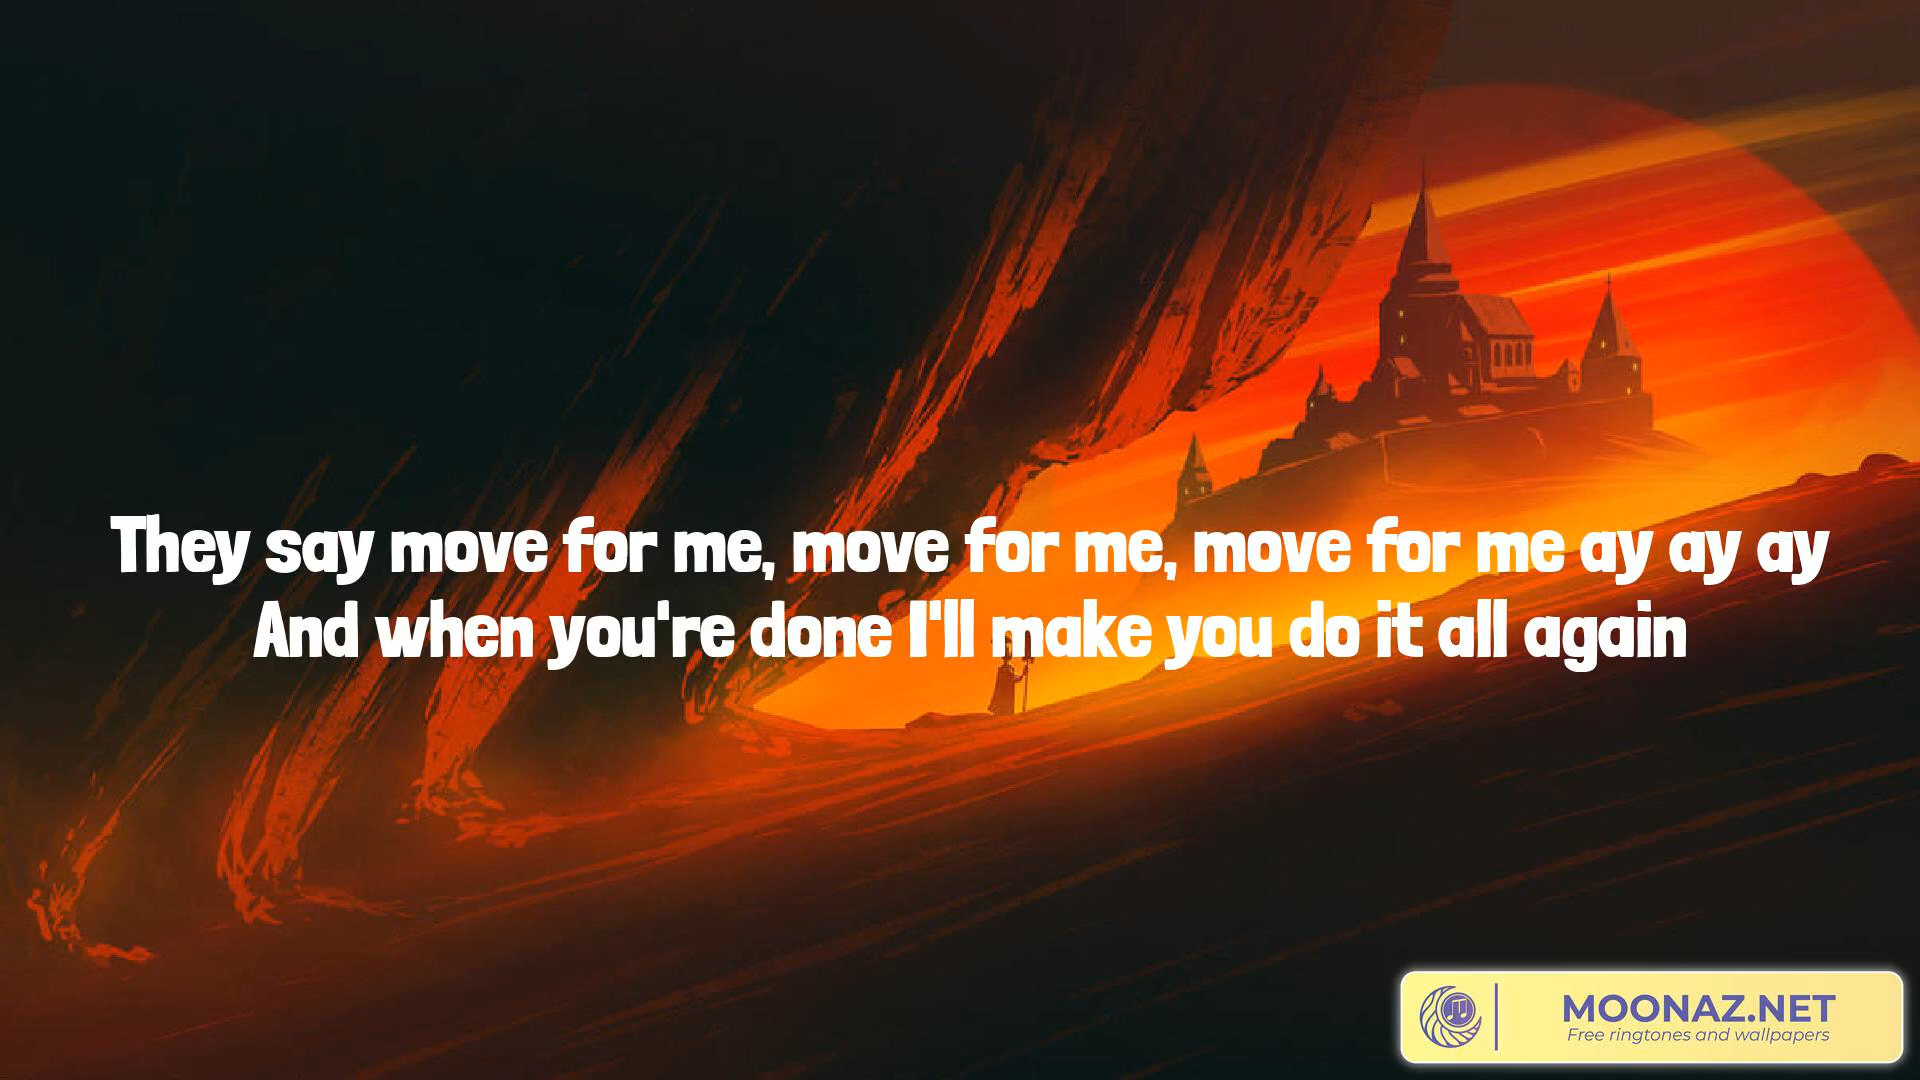 They say move for me, move for me, move for me ay ay ay
And when you're done I'll make you do it all again
MOONAZ.NET
Free ringtones and wallpapers